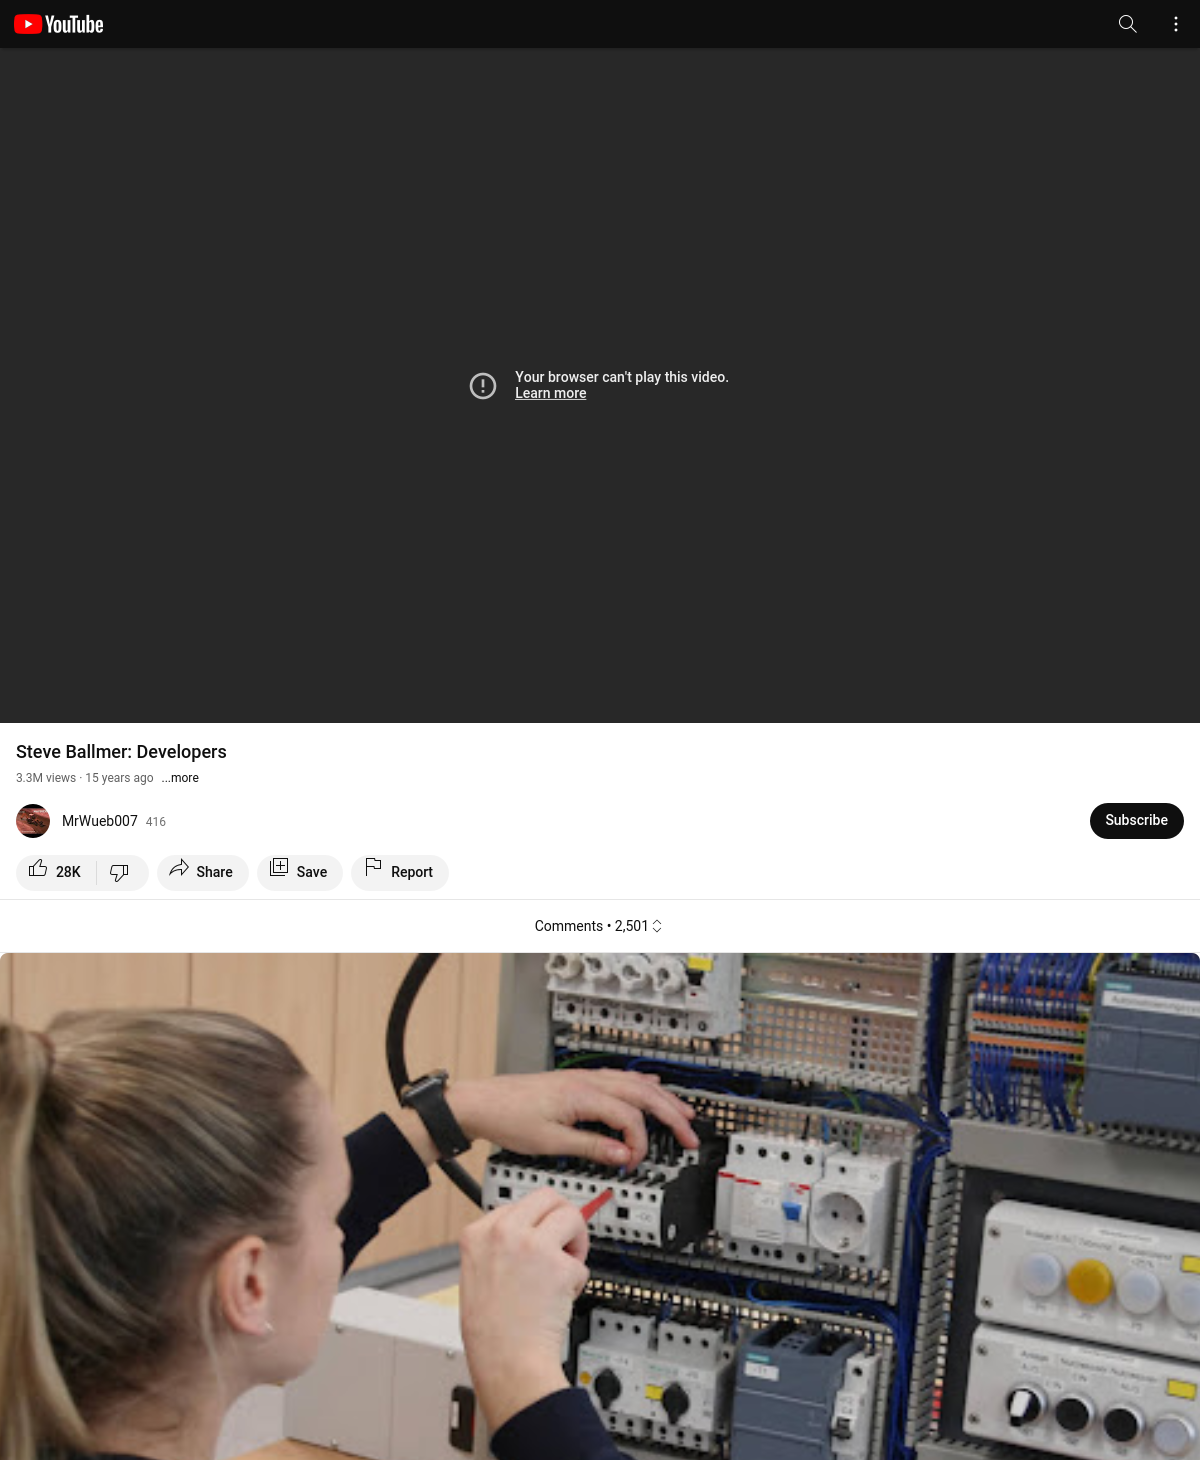 YouTube
Your browser can't play this video.
Learn more
Steve Ballmer: Developers
3.3M views · 15 years ago ...more
MrWueb007 416
Subscribe
28K
Share
Save
Report
Comments • 2,501